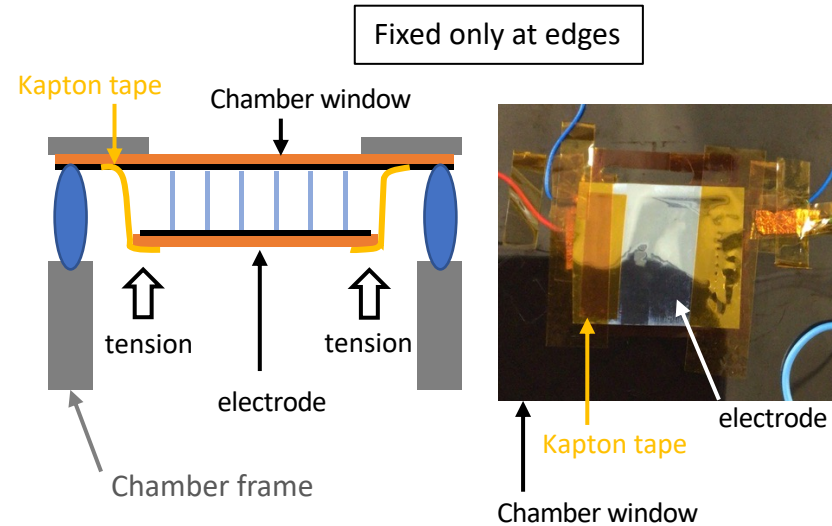 Fixed only at edges
Kapton tape
Chamber window
tension
tension
electrode
Chamber frame
electrode
Kapton tape
Chamber window